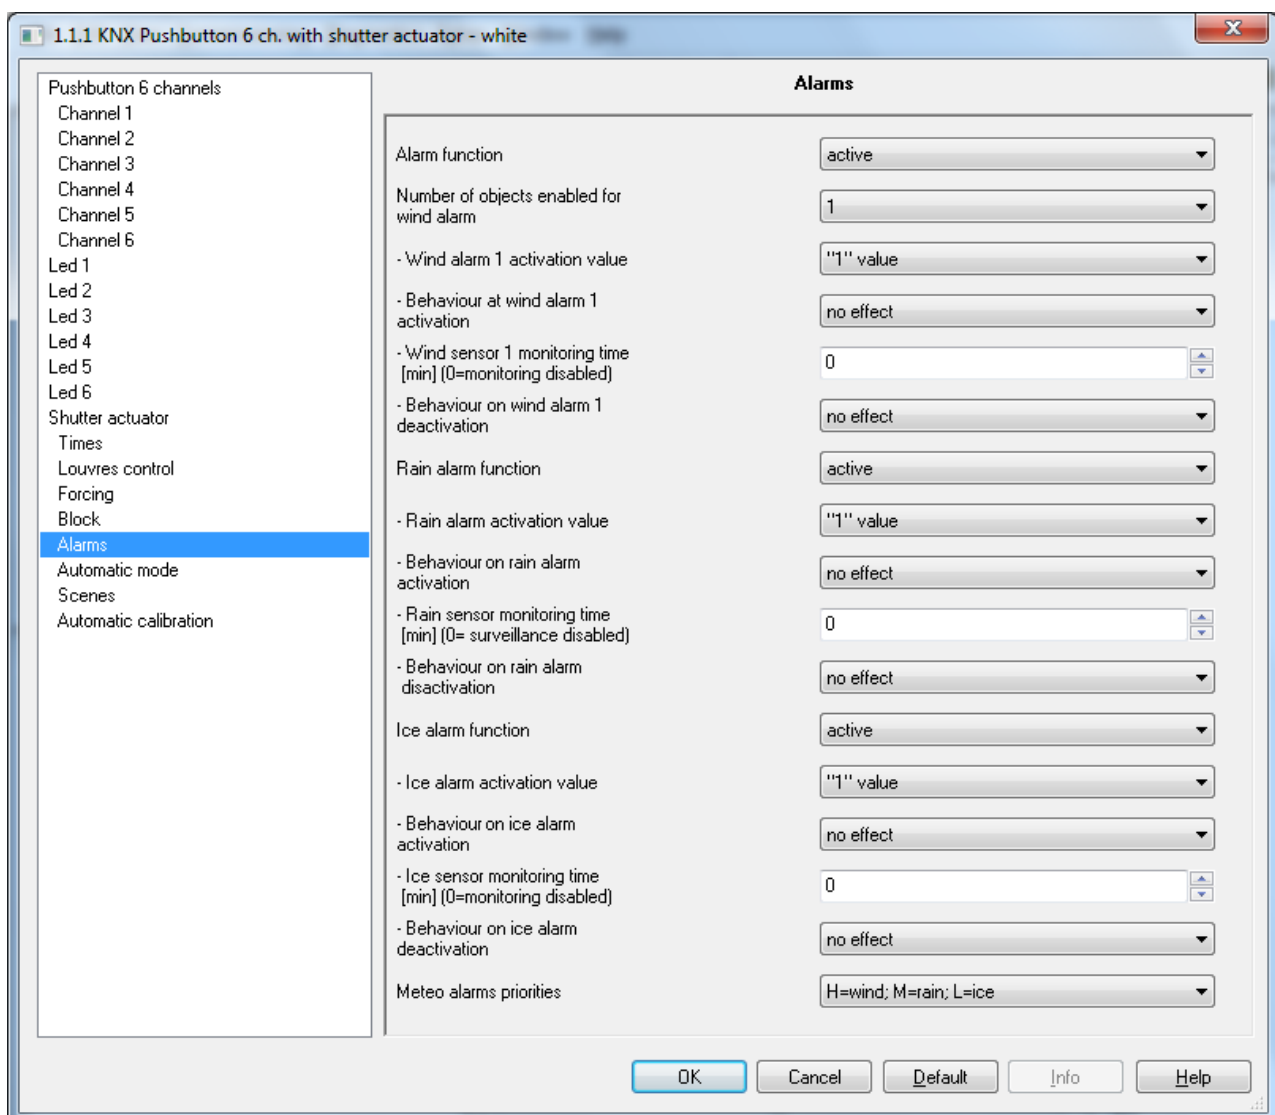 1.1.1 KNX Pushbutton 6 ch. with shutter actuator - white
Pushbutton 6 channels
Channel 1
Channel 2
Channel 3
Channel 4
Channel 5
Channel 6
Led 1
Led 2
Led 3
Led 4
Led 5
Led 6
Shutter actuator
Times
Louvres control
Forcing
Block
Alarms
Automatic mode
Scenes
Automatic calibration
Alarms
Alarm function
active
Number of objects enabled for
wind alarm
1
- Wind alarm 1 activation value
"1" value
- Behaviour at wind alarm 1
activation
no effect
- Wind sensor 1 monitoring time
[min] (0=monitoring disabled)
0
- Behaviour on wind alarm 1
deactivation
no effect
Rain alarm function
active
- Rain alarm activation value
"1" value
- Behaviour on rain alarm
activation
no effect
- Rain sensor monitoring time
[min] (0= surveillance disabled)
0
- Behaviour on rain alarm
disactivation
no effect
Ice alarm function
active
- Ice alarm activation value
"1" value
- Behaviour on ice alarm
activation
no effect
- Ice sensor monitoring time
[min] (0=monitoring disabled)
0
- Behaviour on ice alarm
deactivation
no effect
Meteo alarms priorities
H=wind; M=rain; L=ice
OK
Cancel
Default
Info
Help